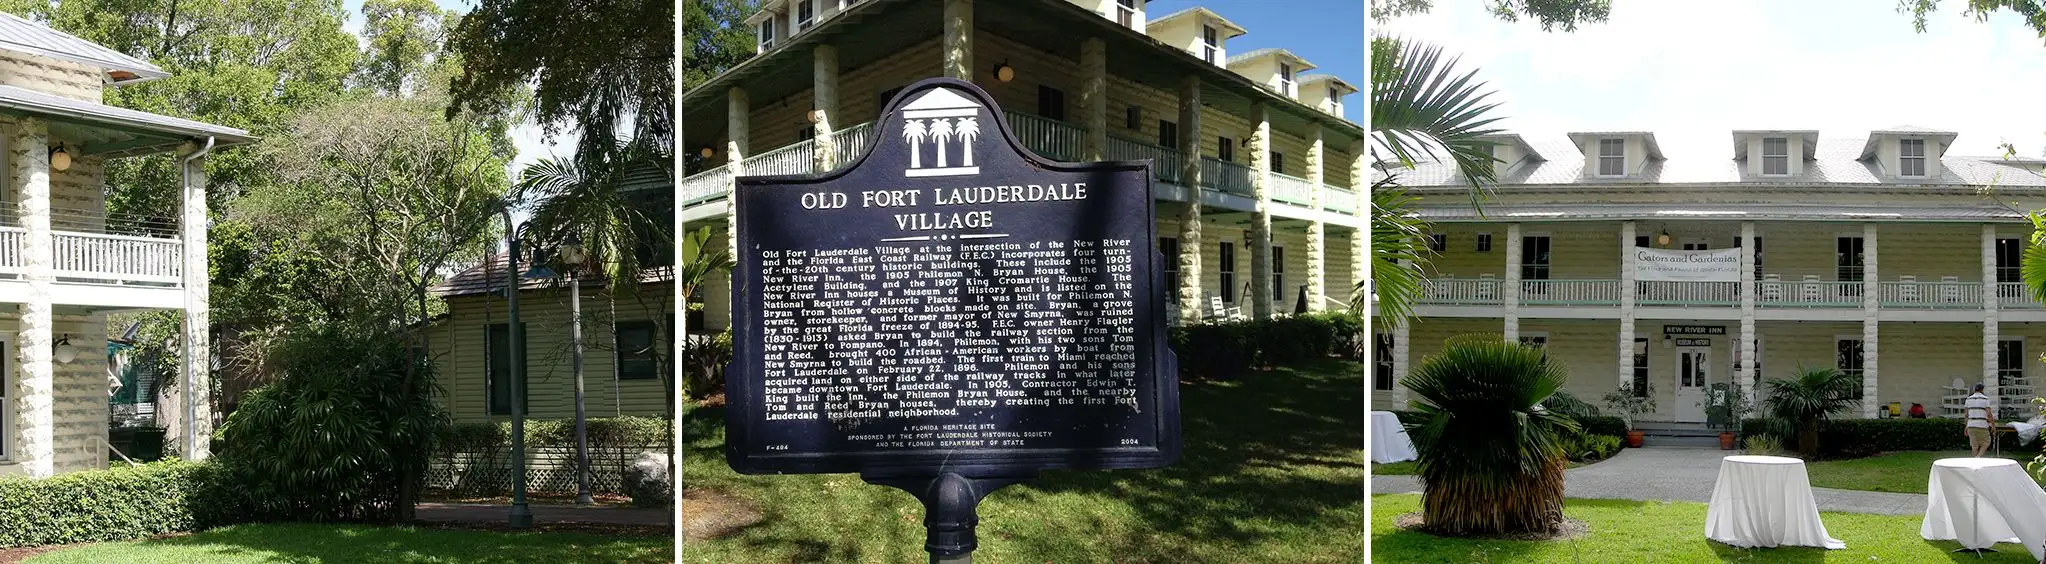 OLD FORT LAUDERDALE
VILLAGE
Old Fort Lauderdale Village at the intersection of the New River
and the Florida East Coast Railway (F.E.C.) incorporates four turn-
of-the-20th century historic buildings. These include the 1905
New River Inn, the 1905 Philemon N. Bryan House, the 1905
Acetylene Building, and the 1907 King Cromartie House. The
New River Inn houses a Museum of History and is listed on the
National Register of Historic Places. It was built for Philemon N.
Bryan from hollow concrete blocks made on site. Bryan, a grove
owner, storekeeper, and former mayor of New Smyrna, was ruined
by the great Florida freeze of 1894-95. F.E.C. owner Henry Flagler
(1830-1913) asked Bryan to build the railway section from the
New River to Pompano. In 1894, Philemon, with his two sons Tom
and Reed, brought 400 African-American workers by boat from
New Smyrna to build the roadbed. The first train to Miami reached
Fort Lauderdale on February 22, 1896. Philemon and his sons
acquired land on either side of the railway tracks in what later
became downtown Fort Lauderdale. In 1905, Contractor Edwin T.
King built the Inn, the Philemon Bryan House, and the nearby
Tom and Reed Bryan houses, thereby creating the first Fort
Lauderdale residential neighborhood.
A FLORIDA HERITAGE SITE
SPONSORED BY THE FORT LAUDERDALE HISTORICAL SOCIETY
AND THE FLORIDA DEPARTMENT OF STATE
F-494 2004
Gators and Gardenias
The Flora and Fauna of South Florida
NEW RIVER INN
MUSEUM of HISTORY